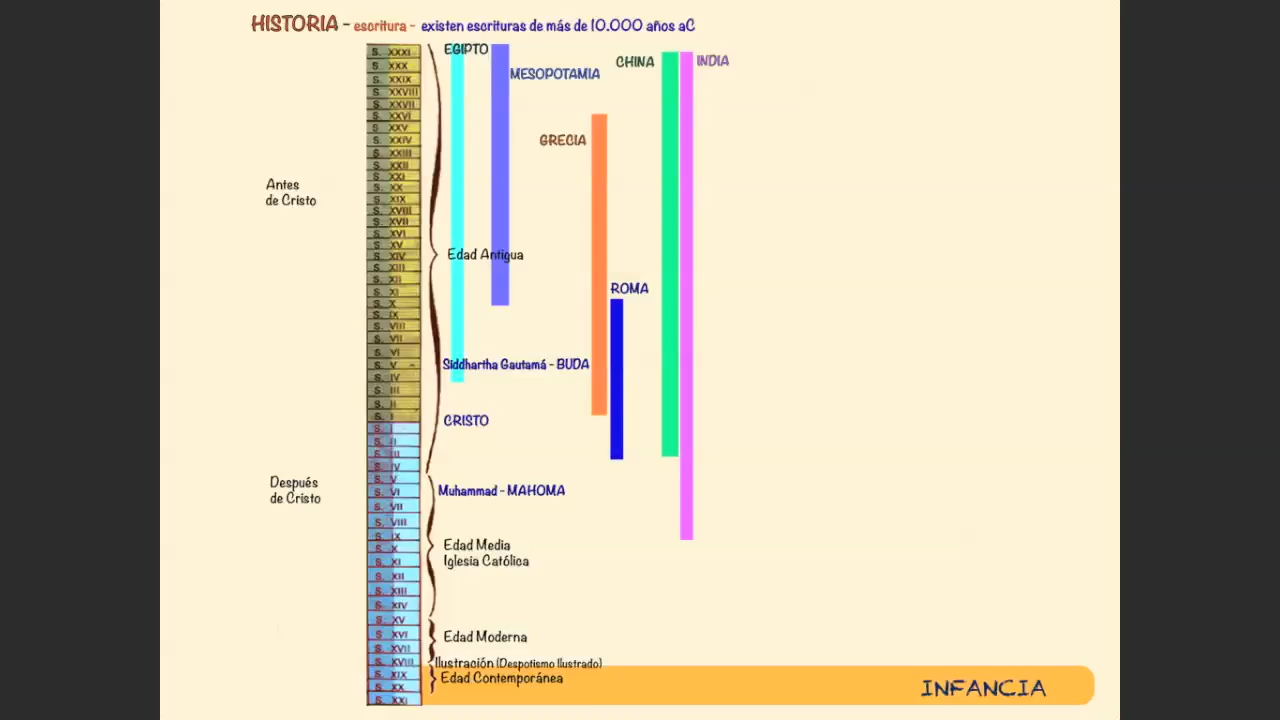 HISTORIA - escritura - existen escrituras de más de 10.000 años aC
EGIPTO
MESOPOTAMIA
CHINA
INDIA
GRECIA
Antes
de Cristo
Edad Antigua
ROMA
Siddhartha Gautamá - BUDA
CRISTO
Después
de Cristo
Muhammad - MAHOMA
Edad Media
Iglesia Católica
Edad Moderna
Ilustración (Despotismo Ilustrado)
Edad Contemporánea
INFANCIA
S. XXXI
S. XXX
S. XXIX
S. XXVIII
S. XXVII
S. XXVI
S. XXV
S. XXIV
S. XXIII
S. XXII
S. XXI
S. XX
S. XIX
S. XVIII
S. XVII
S. XVI
S. XV
S. XIV
S. XIII
S. XII
S. XI
S. X
S. IX
S. VIII
S. VII
S. VI
S. V -
S. IV
S. III
S. II
S. I
S. I
S. II
S. III
S. IV
S. V
S. VI
S. VII
S. VIII
S. IX
S. X
S. XI
S. XII
S. XIII
S. XIV
S. XV
S. XVI
S. XVII
S. XVIII
S. XIX
S. XX
S. XXI